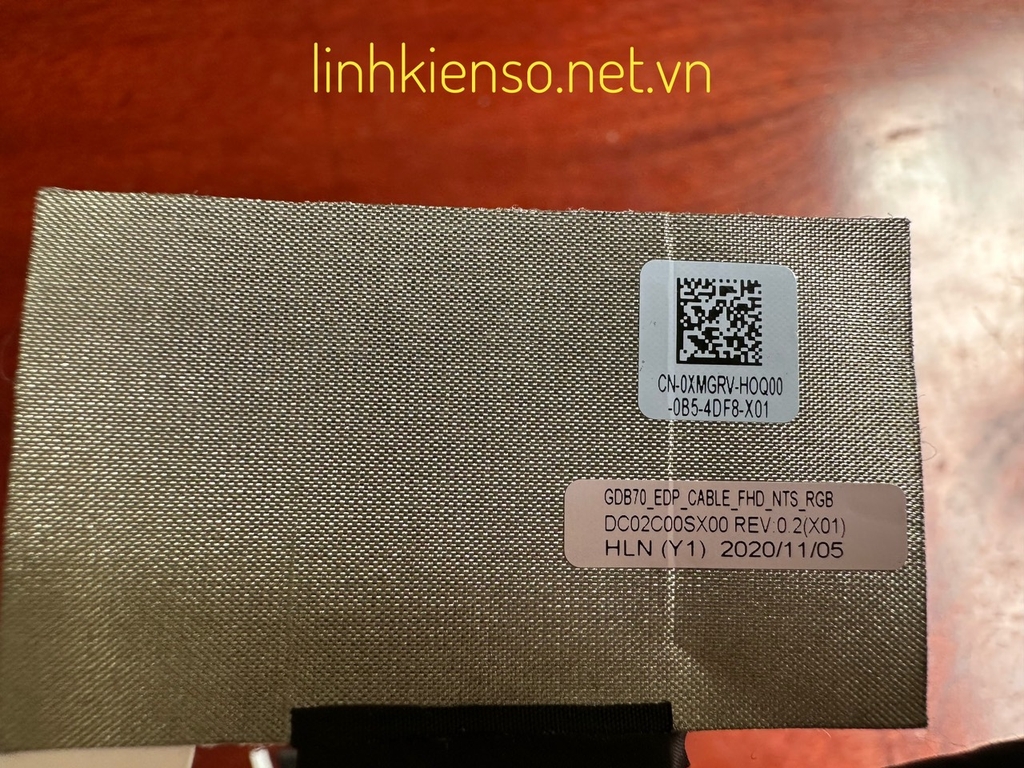 linhkienso.net.vn
CN-0XMGRV-HOQ00
-0B5-4DF8-X01
GDB70_EDP_CABLE_FHD_NTS_RGB
DC02C00SX00 REV:0.2(X01)
HLN (Y1) 2020/11/05